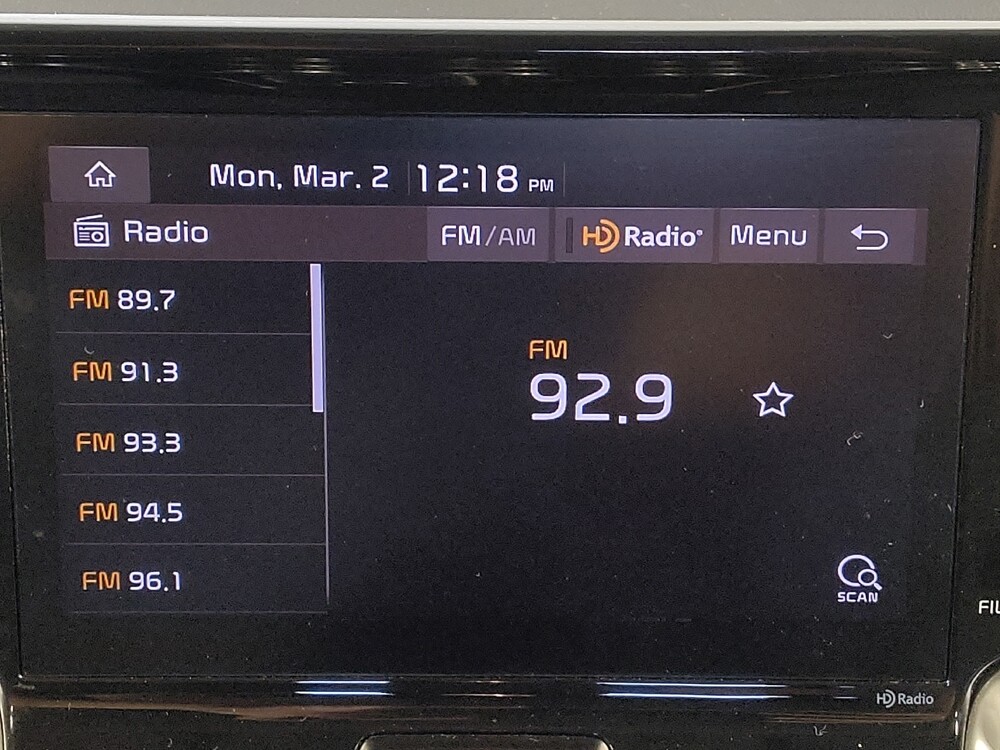 Mon, Mar. 2 12:18 PM
Radio FM/AM HD Radio® Menu
FM 89.7
FM 91.3
FM 93.3
FM 94.5
FM 96.1
FM
92.9
SCAN
FIL
HD Radio